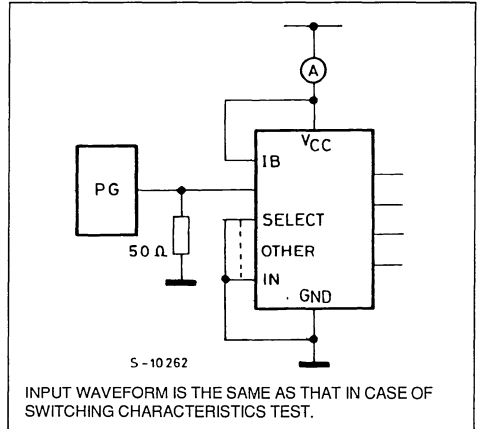 A
VCC
IB
PG
SELECT
50Ω
OTHER
IN
GND
S-10262
INPUT WAVEFORM IS THE SAME AS THAT IN CASE OF
SWITCHING CHARACTERISTICS TEST.